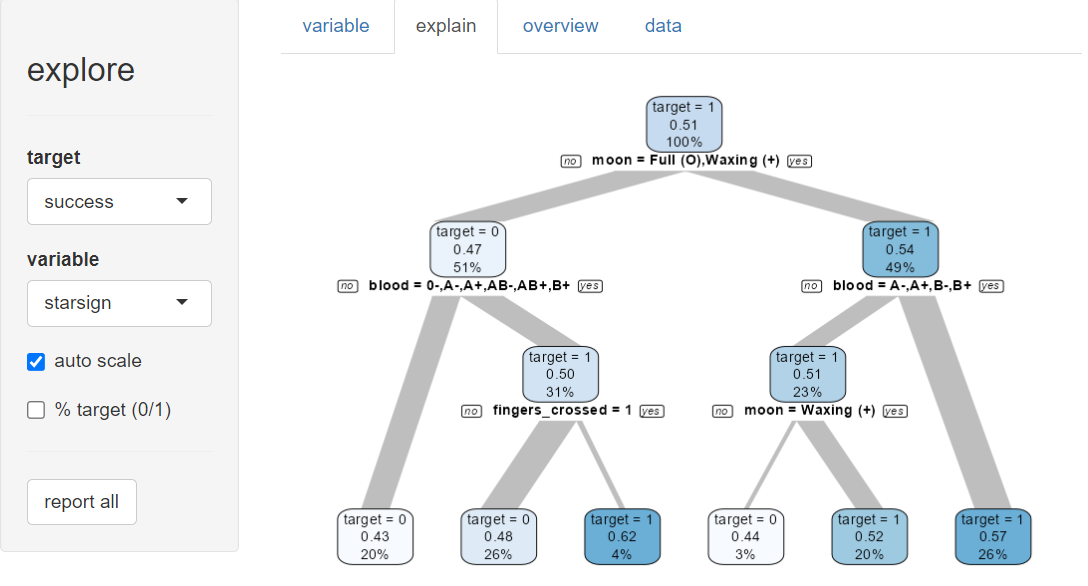 variable explain overview data
explore
target
success
variable
starsign
auto scale
% target (0/1)
report all
target = 1
0.51
100%
no moon = Full (O),Waxing (+) yes
target = 0
0.47
51%
no blood = 0-,A-,A+,AB-,AB+,B+ yes
target = 1
0.54
49%
no blood = A-,A+,B-,B+ yes
target = 1
0.50
31%
no fingers_crossed = 1 yes
target = 1
0.51
23%
no moon = Waxing (+) yes
target = 0
0.43
20%
target = 0
0.48
26%
target = 1
0.62
4%
target = 0
0.44
3%
target = 1
0.52
20%
target = 1
0.57
26%